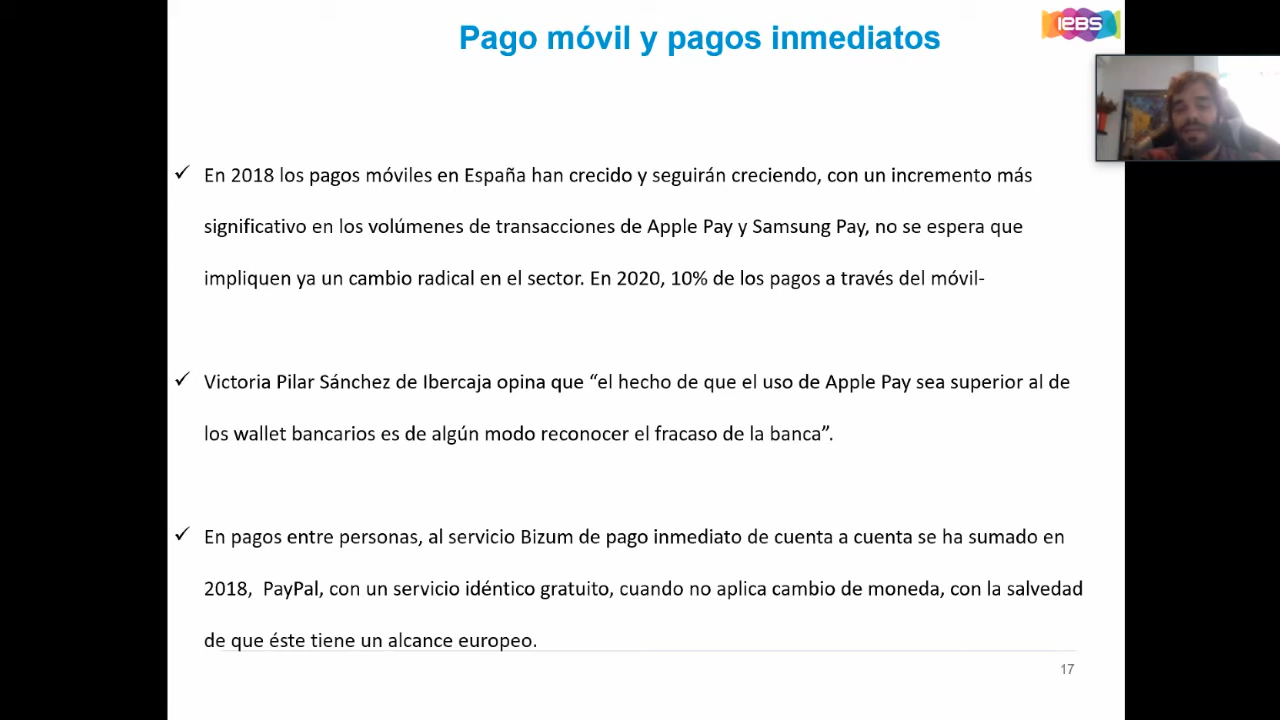 Pago móvil y pagos inmediatos
iEBS
✓ En 2018 los pagos móviles en España han crecido y seguirán creciendo, con un incremento más
significativo en los volúmenes de transacciones de Apple Pay y Samsung Pay, no se espera que
impliquen ya un cambio radical en el sector. En 2020, 10% de los pagos a través del móvil-
✓ Victoria Pilar Sánchez de Ibercaja opina que “el hecho de que el uso de Apple Pay sea superior al de
los wallet bancarios es de algún modo reconocer el fracaso de la banca”.
✓ En pagos entre personas, al servicio Bizum de pago inmediato de cuenta a cuenta se ha sumado en
2018,  PayPal, con un servicio idéntico gratuito, cuando no aplica cambio de moneda, con la salvedad
de que éste tiene un alcance europeo.
17